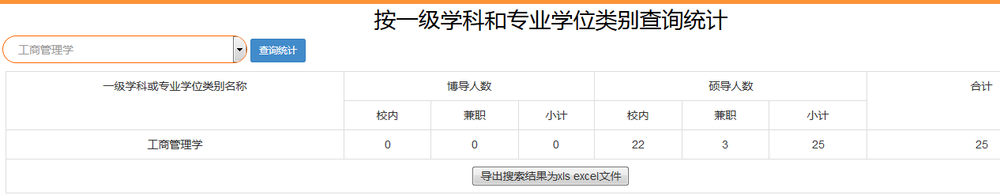 按一级学科和专业学位类别查询统计
工商管理学 查询统计
一级学科或专业学位类别名称 博导人数 硕导人数 合计
校内 兼职 小计 校内 兼职 小计
工商管理学 0 0 0 22 3 25 25
导出搜索结果为xls excel文件